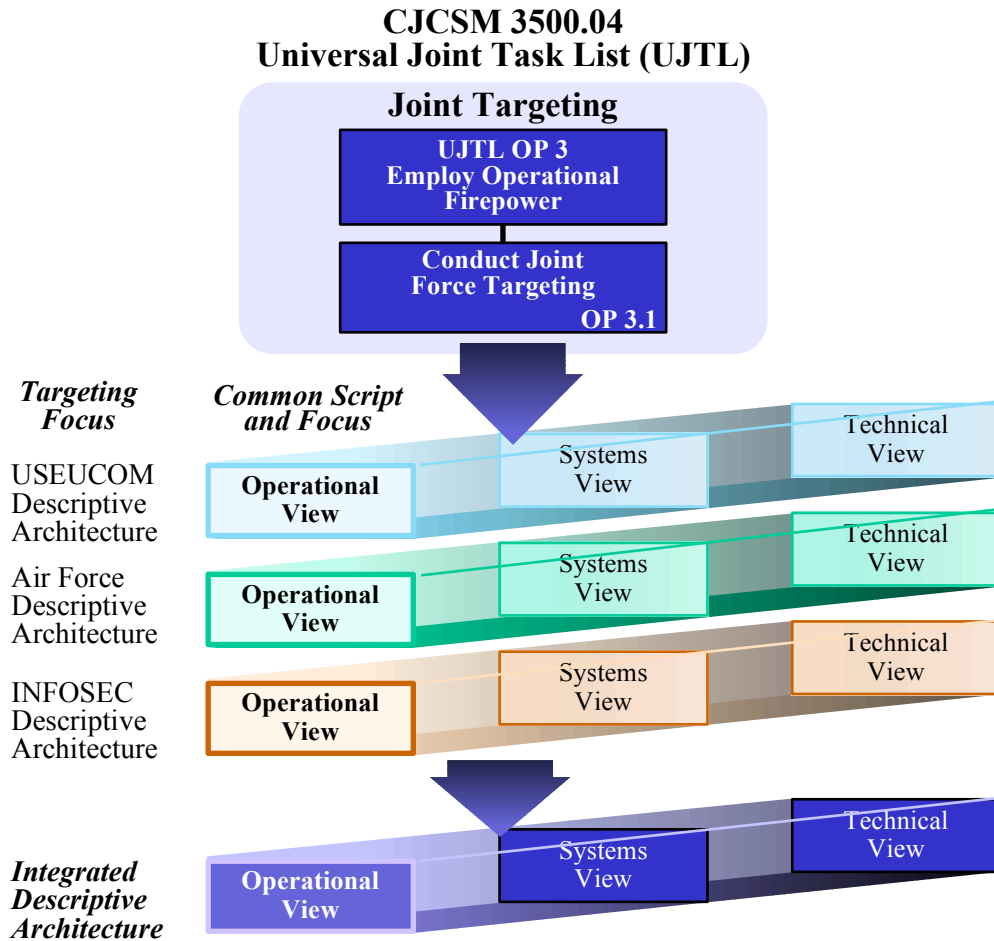 CJCSM 3500.04
Universal Joint Task List (UJTL)
Joint Targeting
UJTL OP 3
Employ Operational
Firepower
Conduct Joint
Force Targeting
OP 3.1
Targeting
Focus
Common Script
and Focus
USEUCOM
Descriptive
Architecture
Operational
View
Systems
View
Technical
View
Air Force
Descriptive
Architecture
Operational
View
Systems
View
Technical
View
INFOSEC
Descriptive
Architecture
Operational
View
Systems
View
Technical
View
Integrated
Descriptive
Architecture
Operational
View
Systems
View
Technical
View